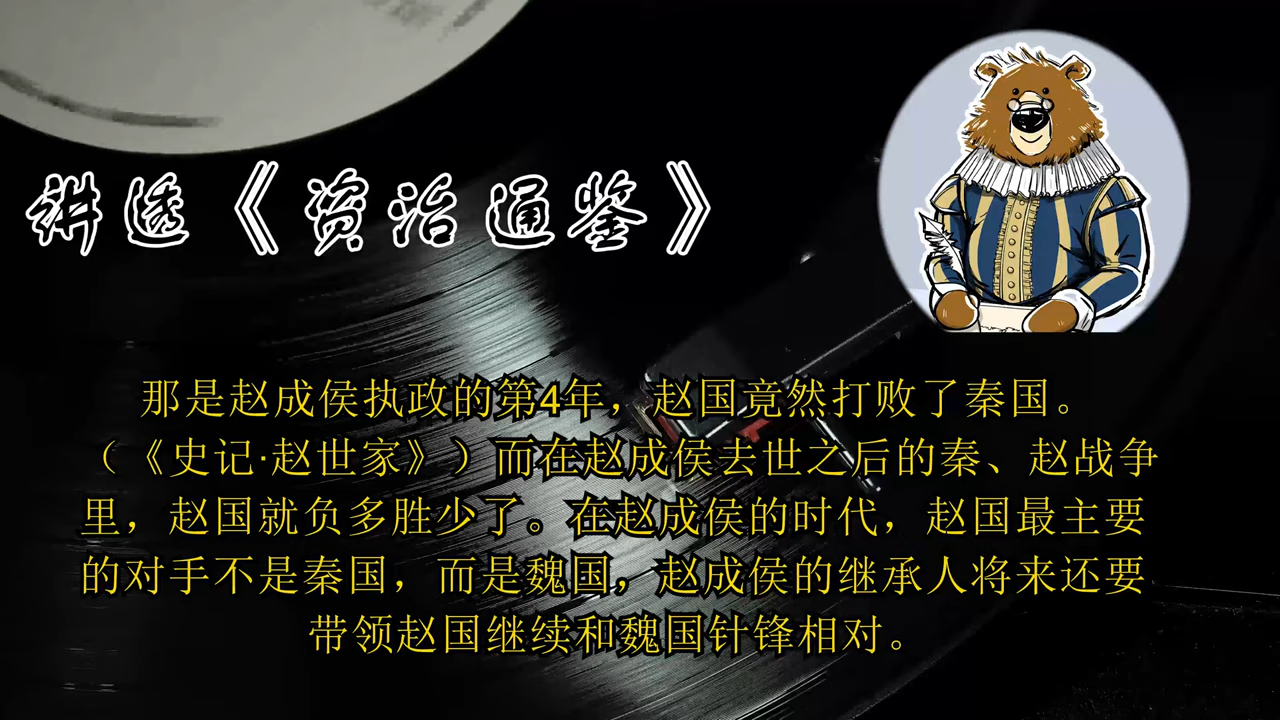 讲透《资治通鉴》
那是赵成侯执政的第4年，赵国竟然打败了秦国。
（《史记·赵世家》）而在赵成侯去世之后的秦、赵战争
里，赵国就负多胜少了。在赵成侯的时代，赵国最主要
的对手不是秦国，而是魏国，赵成侯的继承人将来还要
带领赵国继续和魏国针锋相对。